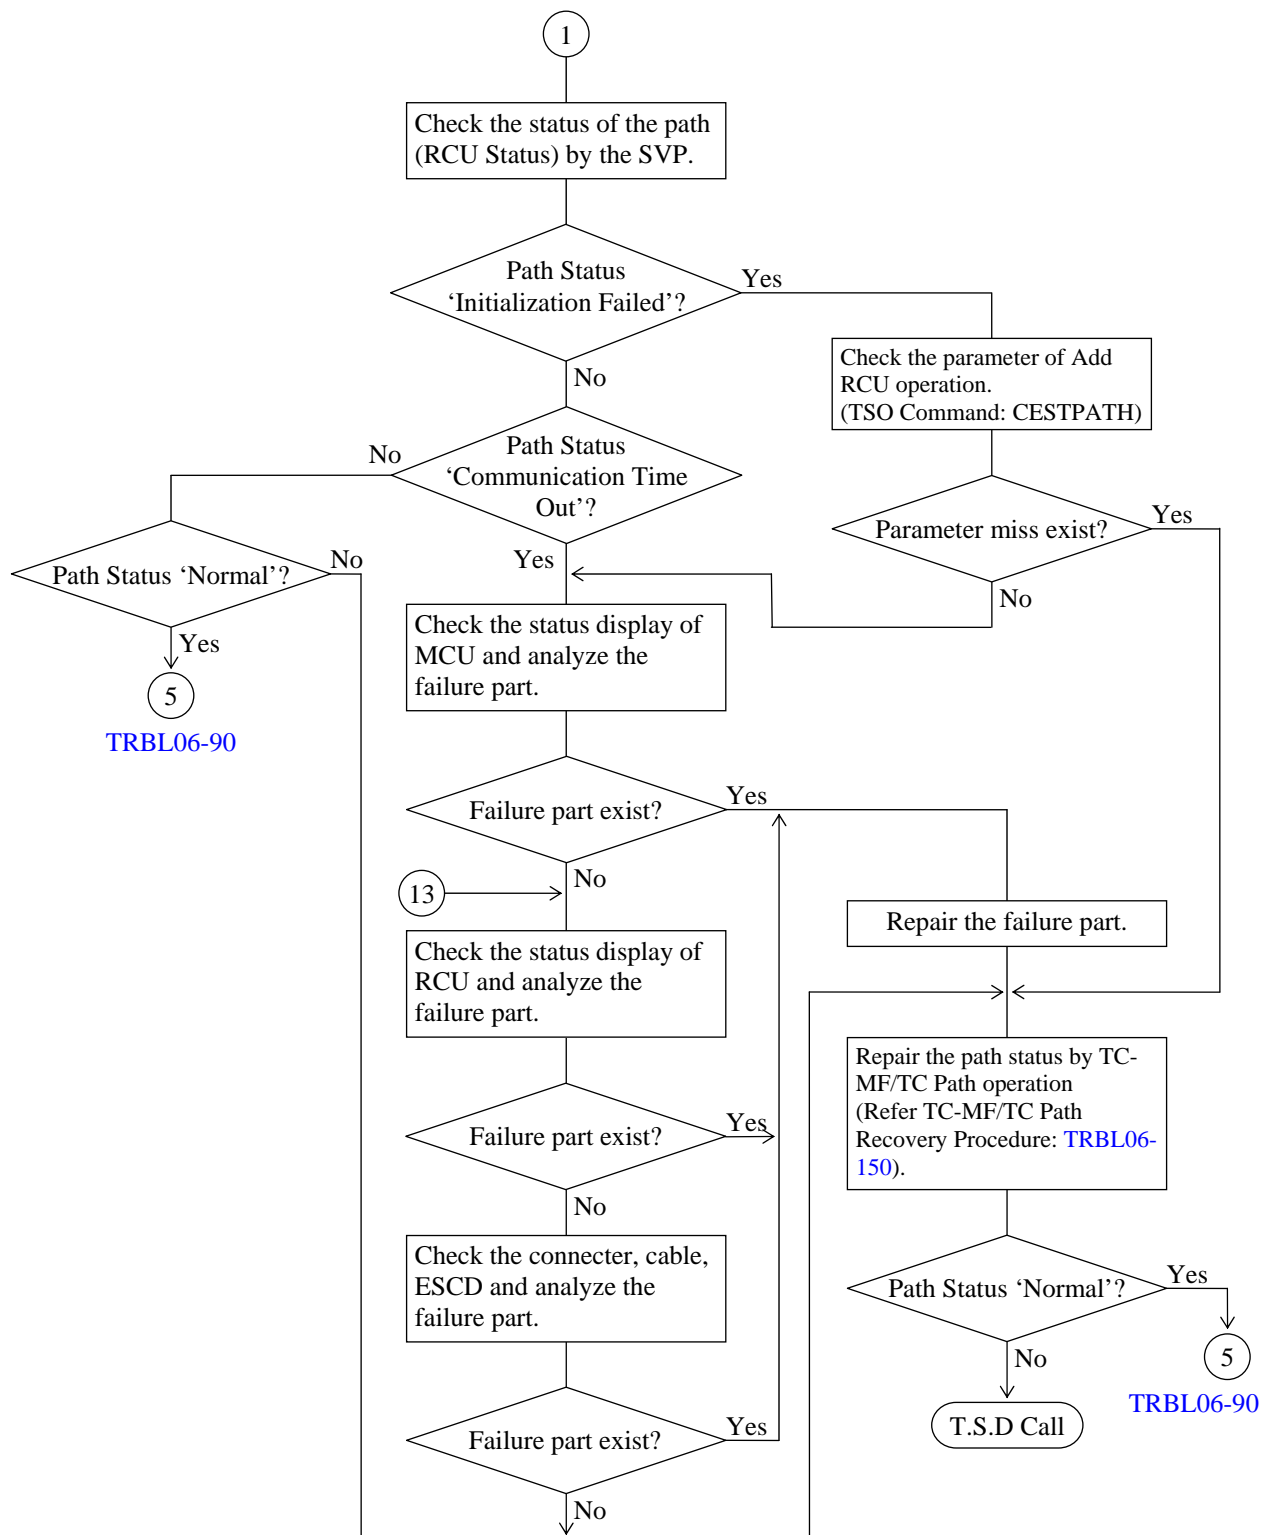 1
Check the status of the path
(RCU Status) by the SVP.
Path Status
‘Initialization Failed’?
Yes
No
Check the parameter of Add
RCU operation.
(TSO Command: CESTPATH)
Path Status
‘Communication Time
Out’?
No
Yes
Parameter miss exist?
Yes
No
Path Status ‘Normal’?
No
Yes
5
TRBL06-90
Check the status display of
MCU and analyze the
failure part.
Failure part exist?
Yes
No
13
Repair the failure part.
Check the status display of
RCU and analyze the
failure part.
Failure part exist?
Yes
No
Repair the path status by TC-
MF/TC Path operation
(Refer TC-MF/TC Path
Recovery Procedure: TRBL06-
150).
Check the connecter, cable,
ESCD and analyze the
failure part.
Path Status ‘Normal’?
Yes
No
5
TRBL06-90
T.S.D Call
Failure part exist?
Yes
No